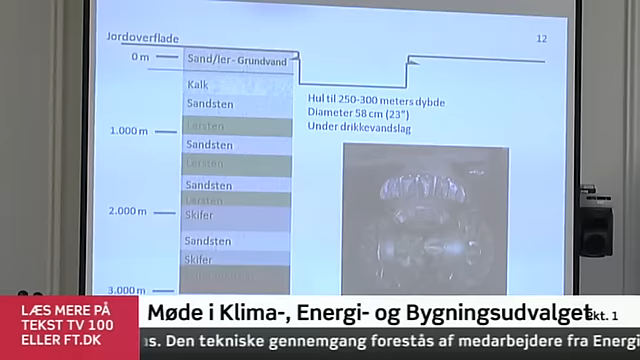 Jordoverflade
12
0 m
Sand/ler - Grundvand
Kalk
Sandsten
Hul til 250-300 meters dybde
Diameter 58 cm (23")
Under drikkevandslag
Lersten
1.000 m
Sandsten
Lersten
Sandsten
Lersten
2.000 m
Skifer
Sandsten
Skifer
3.000 m
LÆS MERE PÅ
TEKST TV 100
ELLER FT.DK
Møde i Klima-, Energi- og Bygningsudvalget
kt. 1
as. Den tekniske gennemgang forestås af medarbejdere fra Energi